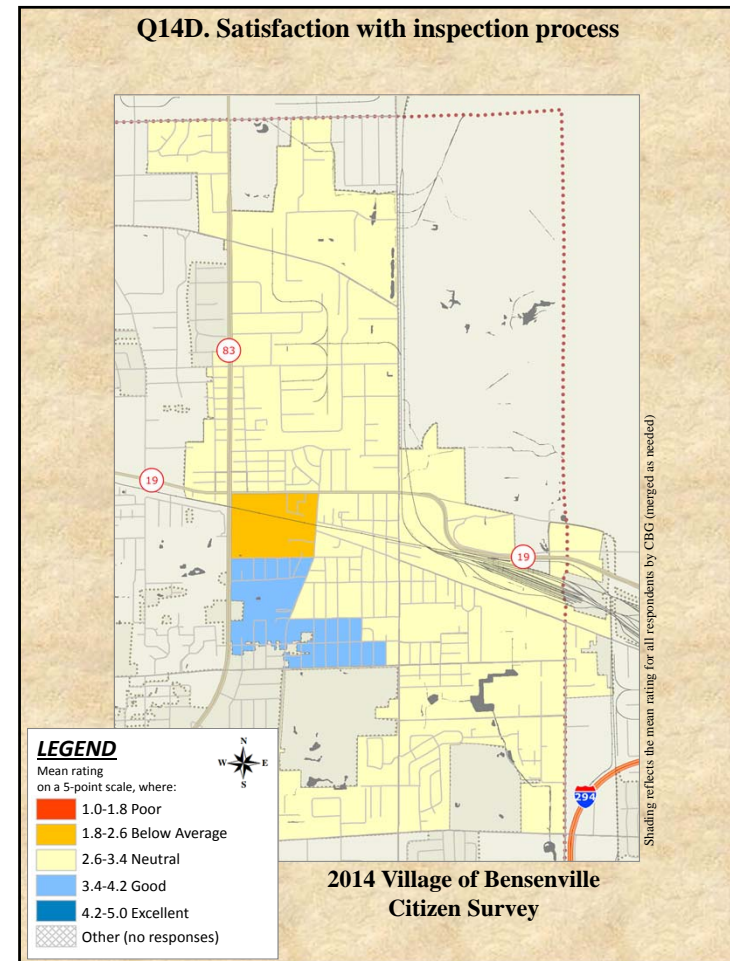 Q14D. Satisfaction with inspection process
83
19
19
294
Shading reflects the mean rating for all respondents by CBG (merged as needed)
LEGEND
Mean rating
on a 5-point scale, where:
N
W E
S
1.0-1.8 Poor
1.8-2.6 Below Average
2.6-3.4 Neutral
3.4-4.2 Good
4.2-5.0 Excellent
Other (no responses)
2014 Village of Bensenville
Citizen Survey